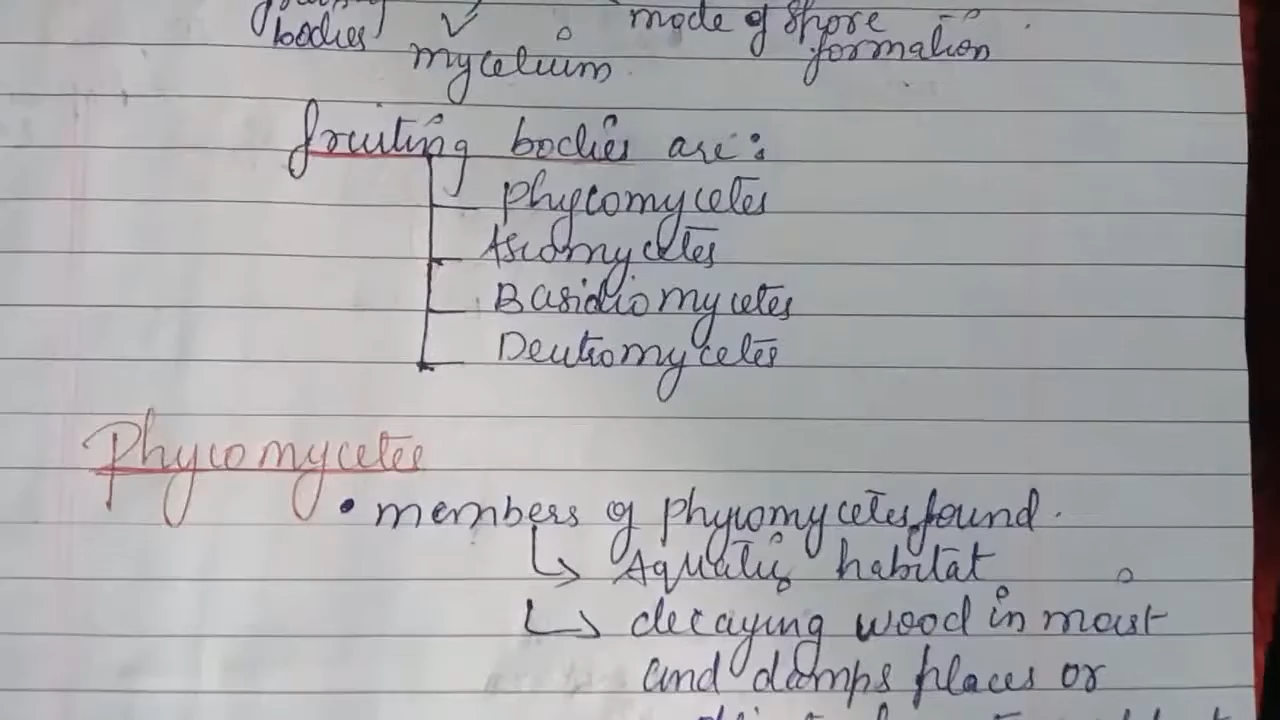 mode of spore
bodies formation
mycelium
fruiting bodies are:
Phycomycetes
Ascomycetes
Basidiomycetes
Deutromycetes
Phycomycetes
• members of phycomycetes found.
↳ Aquatic habitat
↳ decaying wood in moist
and damps places or